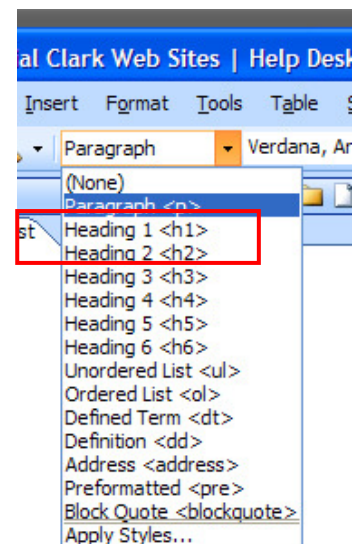 al Clark Web Sites | Help Desk
Insert Format Tools Table
Paragraph Verdana, Ar
(None)
Paragraph <p>
st Heading 1 <h1>
Heading 2 <h2>
Heading 3 <h3>
Heading 4 <h4>
Heading 5 <h5>
Heading 6 <h6>
Unordered List <ul>
Ordered List <ol>
Defined Term <dt>
Definition <dd>
Address <address>
Preformatted <pre>
Block Quote <blockquote>
Apply Styles...